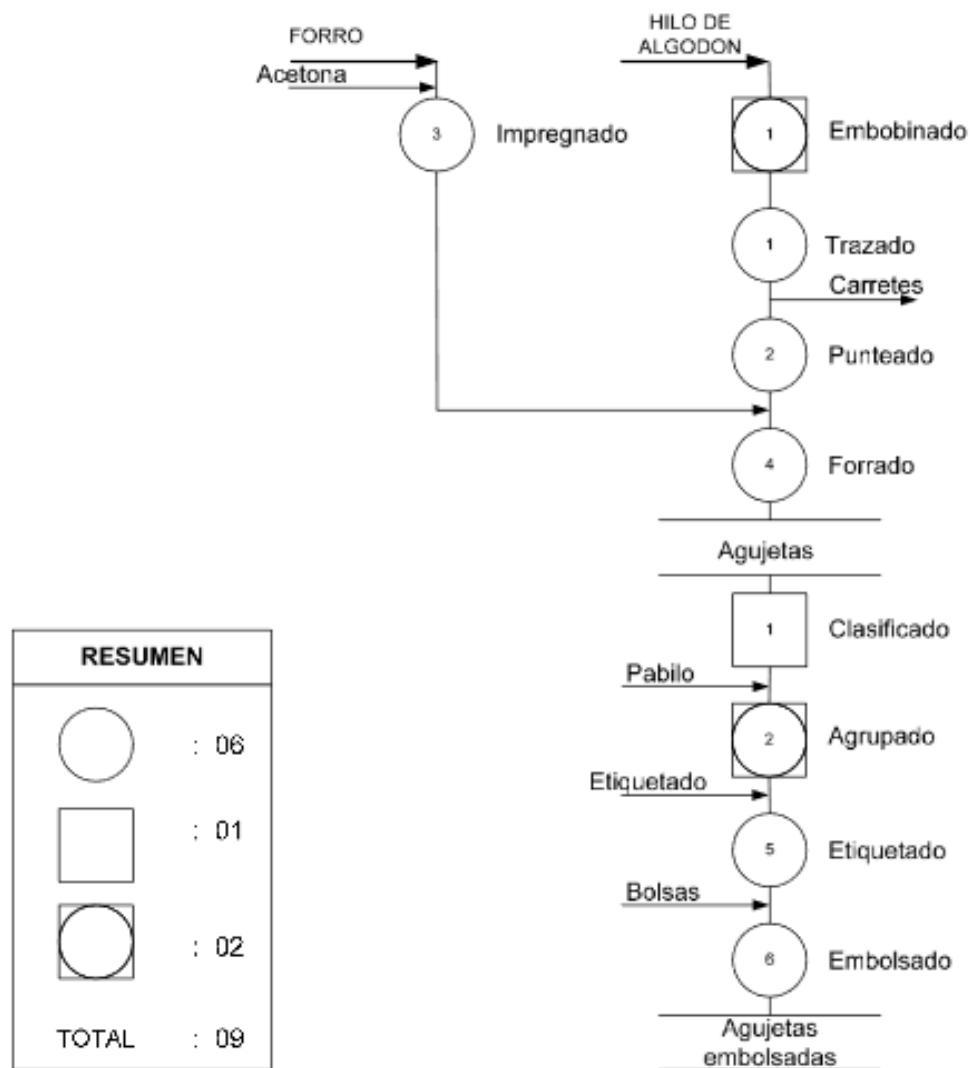 FORRO
Acetona
3
Impregnado
HILO DE
ALGODON
1
Embobinado
1
Trazado
Carretes
2
Punteado
4
Forrado
Agujetas
1
Clasificado
Pabilo
2
Agrupado
Etiquetado
5
Etiquetado
Bolsas
6
Embolsado
Agujetas
embolsadas
RESUMEN
: 06
: 01
: 02
TOTAL : 09